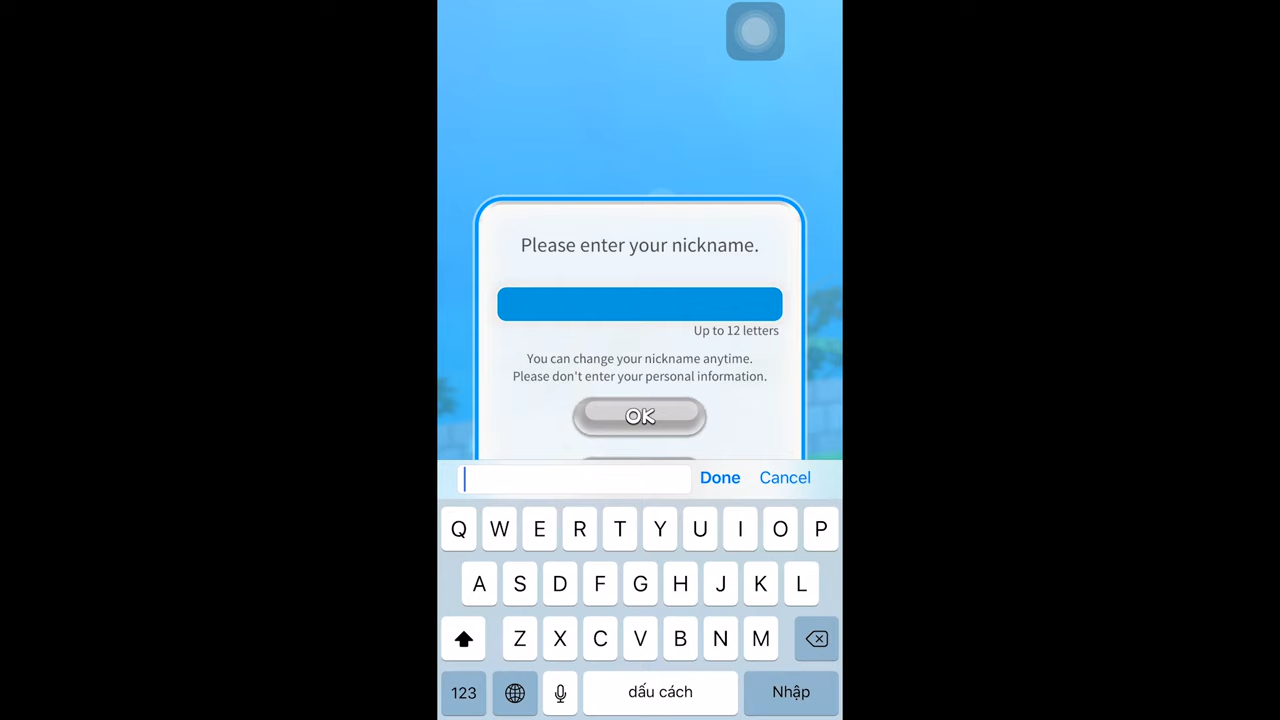 Please enter your nickname.
Up to 12 letters
You can change your nickname anytime.
Please don't enter your personal information.
OK
Done Cancel
Q W E R T Y U I O P
A S D F G H J K L
Z X C V B N M
123 dấu cách Nhập